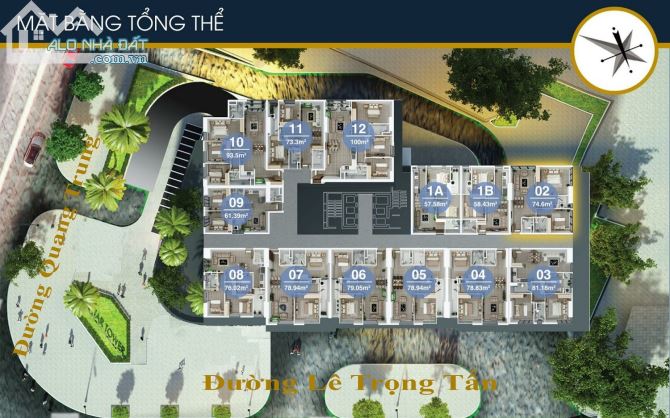 MẶT BẰNG TỔNG THỂ
ALO NHÀ ĐẤT
.com.vn
10
93.5m²
11
73.3m²
12
100m²
09
61.39m²
1A
57.58m²
1B
58.43m²
02
74.6m²
08
76.02m²
07
78.94m²
06
79.05m²
05
78.94m²
04
78.83m²
03
81.18m²
Đường Quang Trung
Đường Lê Trọng Tấn